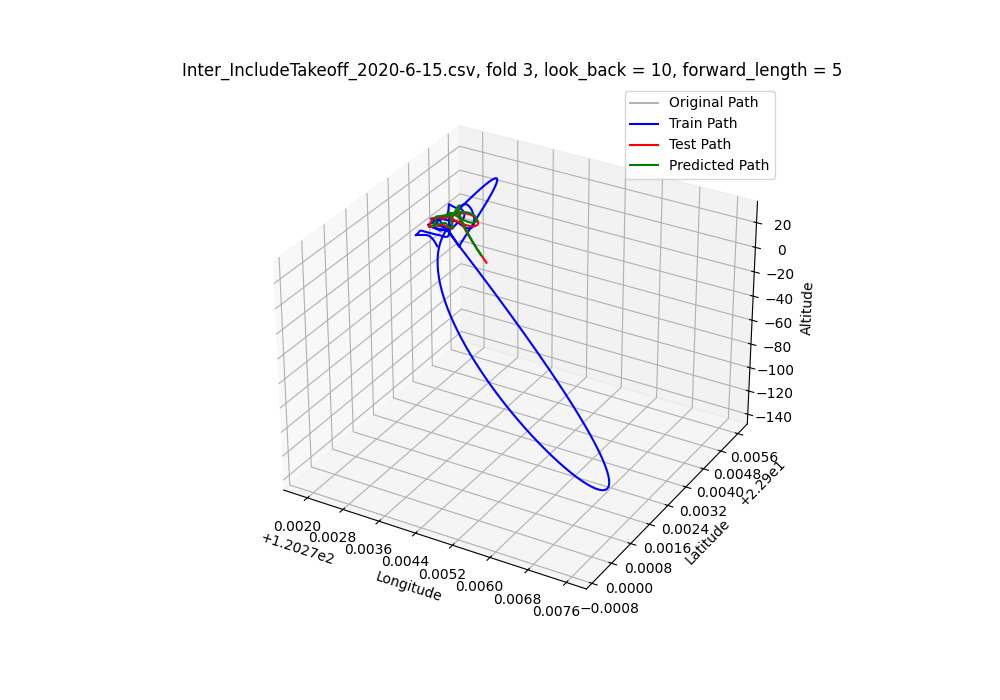 Inter_IncludeTakeoff_2020-6-15.csv, fold 3, look_back = 10, forward_length = 5
Original Path
Train Path
Test Path
Predicted Path
20
0
−20
−40
−60
−80
−100
−120
−140
Altitude
0.0056
0.0048
0.0040
0.0032
0.0024
0.0016
0.0008
0.0000
−0.0008
+2.29e1
Latitude
0.0020
0.0028
0.0036
0.0044
0.0052
0.0060
0.0068
0.0076
+1.2027e2
Longitude